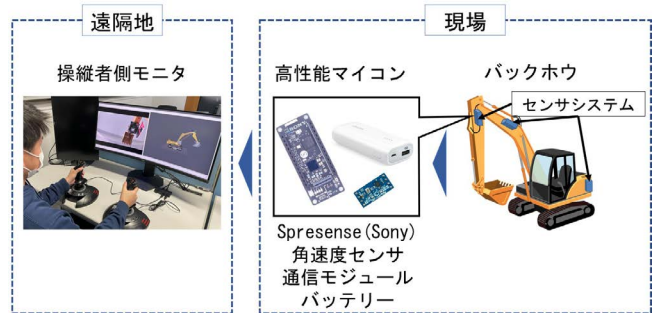 遠隔地
現場
操縦者側モニタ
高性能マイコン
バックホウ
センサシステム
Spresense(Sony)
角速度センサ
通信モジュール
バッテリー